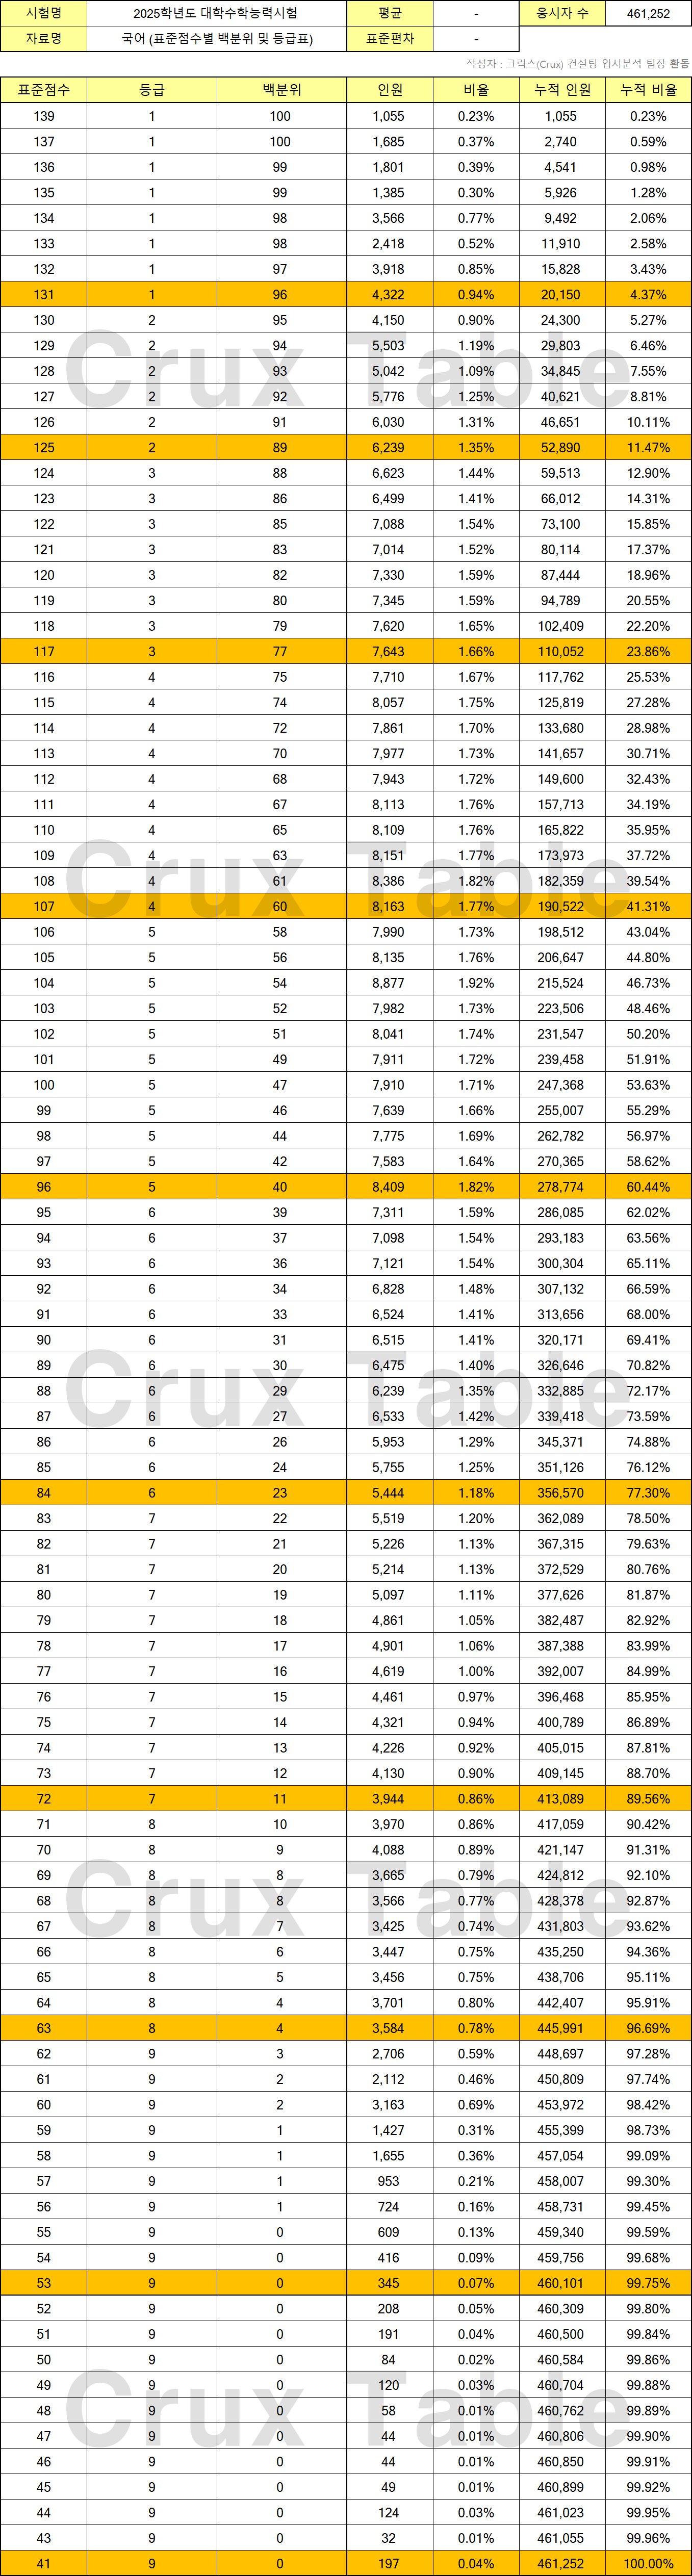 시험명 2025학년도 대학수학능력시험 평균 - 응시자 수 461,252
자료명 국어 (표준점수별 백분위 및 등급표) 표준편차 -
작성자 : 크럭스(Crux) 컨설팅 입시분석 팀장 환동
표준점수 등급 백분위 인원 비율 누적 인원 누적 비율
139 1 100 1,055 0.23% 1,055 0.23%
137 1 100 1,685 0.37% 2,740 0.59%
136 1 99 1,801 0.39% 4,541 0.98%
135 1 99 1,385 0.30% 5,926 1.28%
134 1 98 3,566 0.77% 9,492 2.06%
133 1 98 2,418 0.52% 11,910 2.58%
132 1 97 3,918 0.85% 15,828 3.43%
131 1 96 4,322 0.94% 20,150 4.37%
130 2 95 4,150 0.90% 24,300 5.27%
129 2 94 5,503 1.19% 29,803 6.46%
128 2 93 5,042 1.09% 34,845 7.55%
127 2 92 5,776 1.25% 40,621 8.81%
126 2 91 6,030 1.31% 46,651 10.11%
125 2 89 6,239 1.35% 52,890 11.47%
124 3 88 6,623 1.44% 59,513 12.90%
123 3 86 6,499 1.41% 66,012 14.31%
122 3 85 7,088 1.54% 73,100 15.85%
121 3 83 7,014 1.52% 80,114 17.37%
120 3 82 7,330 1.59% 87,444 18.96%
119 3 80 7,345 1.59% 94,789 20.55%
118 3 79 7,620 1.65% 102,409 22.20%
117 3 77 7,643 1.66% 110,052 23.86%
116 4 75 7,710 1.67% 117,762 25.53%
115 4 74 8,057 1.75% 125,819 27.28%
114 4 72 7,861 1.70% 133,680 28.98%
113 4 70 7,977 1.73% 141,657 30.71%
112 4 68 7,943 1.72% 149,600 32.43%
111 4 67 8,113 1.76% 157,713 34.19%
110 4 65 8,109 1.76% 165,822 35.95%
109 4 63 8,151 1.77% 173,973 37.72%
108 4 61 8,386 1.82% 182,359 39.54%
107 4 60 8,163 1.77% 190,522 41.31%
106 5 58 7,990 1.73% 198,512 43.04%
105 5 56 8,135 1.76% 206,647 44.80%
104 5 54 8,877 1.92% 215,524 46.73%
103 5 52 7,982 1.73% 223,506 48.46%
102 5 51 8,041 1.74% 231,547 50.20%
101 5 49 7,911 1.72% 239,458 51.91%
100 5 47 7,910 1.71% 247,368 53.63%
99 5 46 7,639 1.66% 255,007 55.29%
98 5 44 7,775 1.69% 262,782 56.97%
97 5 42 7,583 1.64% 270,365 58.62%
96 5 40 8,409 1.82% 278,774 60.44%
95 6 39 7,311 1.59% 286,085 62.02%
94 6 37 7,098 1.54% 293,183 63.56%
93 6 36 7,121 1.54% 300,304 65.11%
92 6 34 6,828 1.48% 307,132 66.59%
91 6 33 6,524 1.41% 313,656 68.00%
90 6 31 6,515 1.41% 320,171 69.41%
89 6 30 6,475 1.40% 326,646 70.82%
88 6 29 6,239 1.35% 332,885 72.17%
87 6 27 6,533 1.42% 339,418 73.59%
86 6 26 5,953 1.29% 345,371 74.88%
85 6 24 5,755 1.25% 351,126 76.12%
84 6 23 5,444 1.18% 356,570 77.30%
83 7 22 5,519 1.20% 362,089 78.50%
82 7 21 5,226 1.13% 367,315 79.63%
81 7 20 5,214 1.13% 372,529 80.76%
80 7 19 5,097 1.11% 377,626 81.87%
79 7 18 4,861 1.05% 382,487 82.92%
78 7 17 4,901 1.06% 387,388 83.99%
77 7 16 4,619 1.00% 392,007 84.99%
76 7 15 4,461 0.97% 396,468 85.95%
75 7 14 4,321 0.94% 400,789 86.89%
74 7 13 4,226 0.92% 405,015 87.81%
73 7 12 4,130 0.90% 409,145 88.70%
72 7 11 3,944 0.86% 413,089 89.56%
71 8 10 3,970 0.86% 417,059 90.42%
70 8 9 4,088 0.89% 421,147 91.31%
69 8 8 3,665 0.79% 424,812 92.10%
68 8 8 3,566 0.77% 428,378 92.87%
67 8 7 3,425 0.74% 431,803 93.62%
66 8 6 3,447 0.75% 435,250 94.36%
65 8 5 3,456 0.75% 438,706 95.11%
64 8 4 3,701 0.80% 442,407 95.91%
63 8 4 3,584 0.78% 445,991 96.69%
62 9 3 2,706 0.59% 448,697 97.28%
61 9 2 2,112 0.46% 450,809 97.74%
60 9 2 3,163 0.69% 453,972 98.42%
59 9 1 1,427 0.31% 455,399 98.73%
58 9 1 1,655 0.36% 457,054 99.09%
57 9 1 953 0.21% 458,007 99.30%
56 9 1 724 0.16% 458,731 99.45%
55 9 0 609 0.13% 459,340 99.59%
54 9 0 416 0.09% 459,756 99.68%
53 9 0 345 0.07% 460,101 99.75%
52 9 0 208 0.05% 460,309 99.80%
51 9 0 191 0.04% 460,500 99.84%
50 9 0 84 0.02% 460,584 99.86%
49 9 0 120 0.03% 460,704 99.88%
48 9 0 58 0.01% 460,762 99.89%
47 9 0 44 0.01% 460,806 99.90%
46 9 0 44 0.01% 460,850 99.91%
45 9 0 49 0.01% 460,899 99.92%
44 9 0 124 0.03% 461,023 99.95%
43 9 0 32 0.01% 461,055 99.96%
41 9 0 197 0.04% 461,252 100.00%
Crux Table
Crux Table
Crux Table
Crux Table
Crux Table